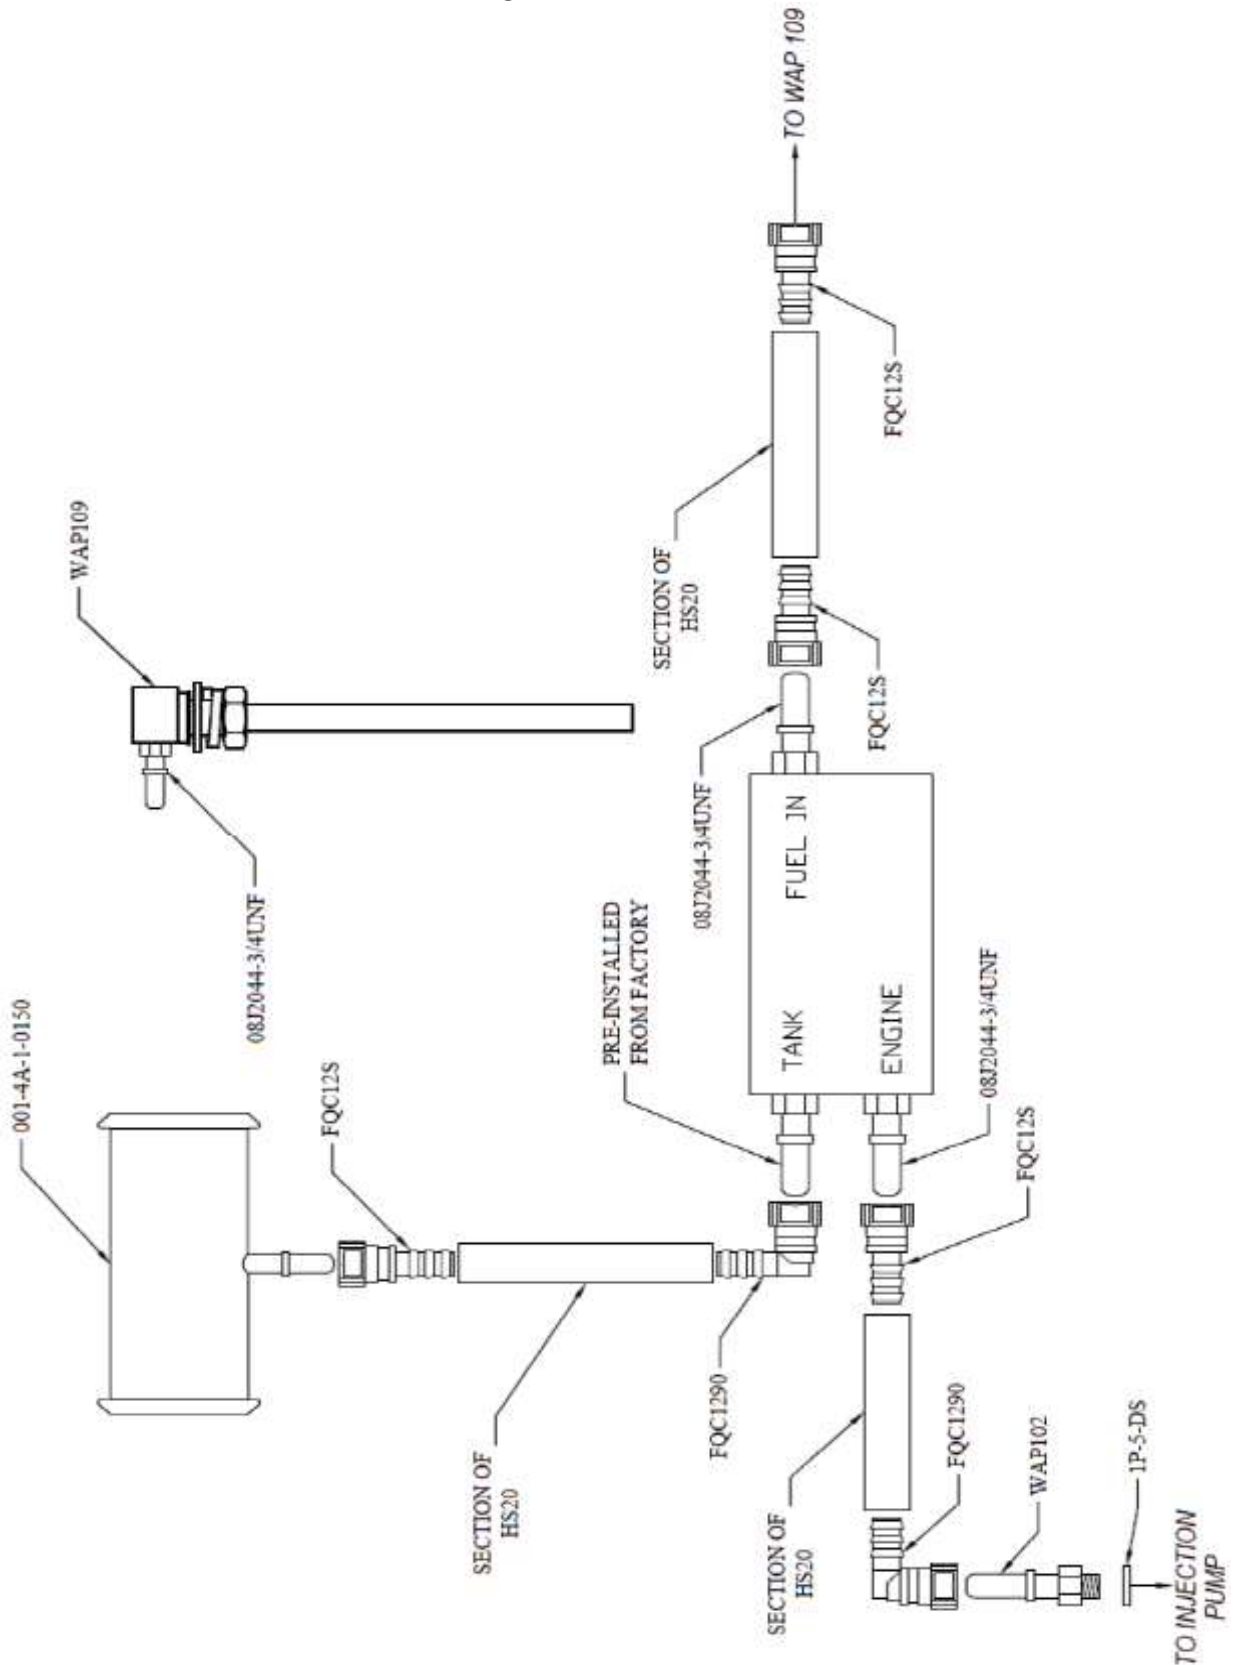 TO WAP 109
FQC12S
SECTION OF
HS20
FQC12S
08J2044-3/4UNF
WAP109
08J2044-3/4UNF
FUEL IN
TANK
ENGINE
PRE-INSTALLED
FROM FACTORY
08J2044-3/4UNF
FQC12S
001-4A-1-0150
FQC12S
SECTION OF
HS20
FQC1290
SECTION OF
HS20
FQC1290
WAP102
1P-5-DS
TO INJECTION
PUMP